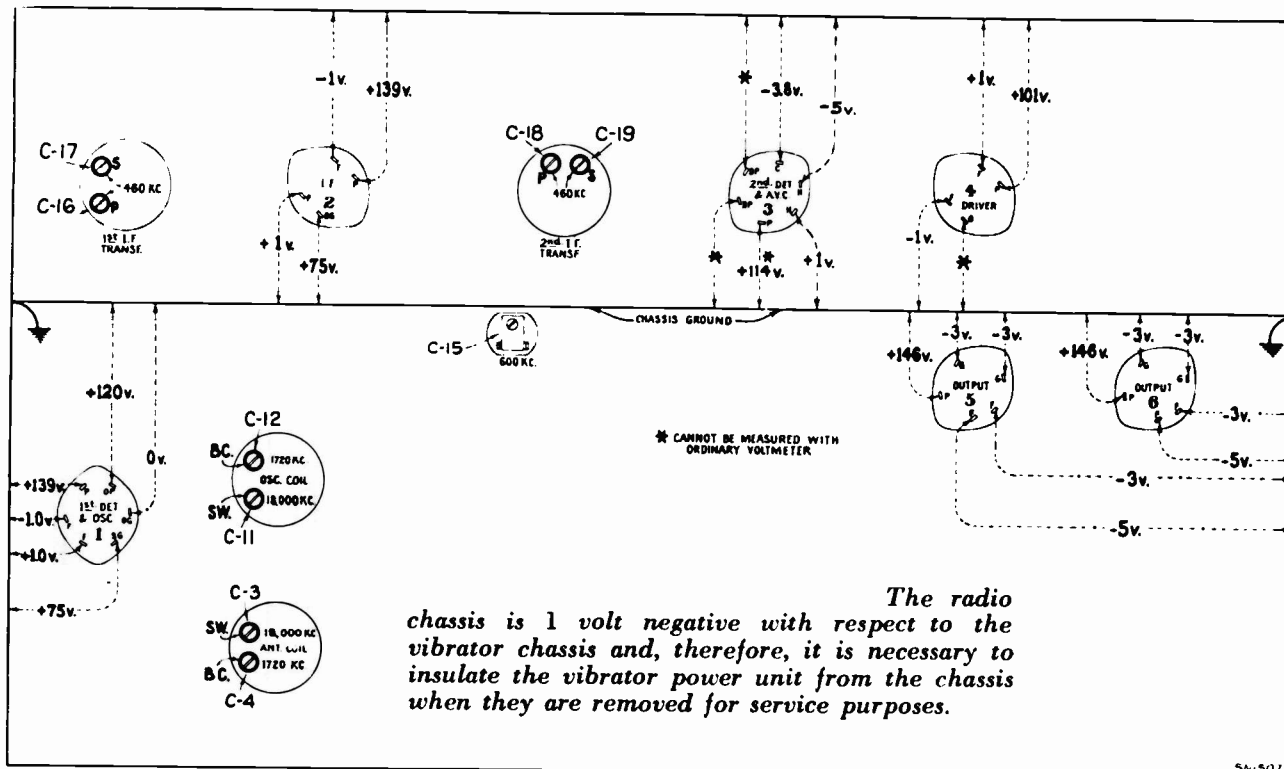 -1v.
+139v.
*
-3.8v.
-5v.
+1v.
+101v.
C-17
S
460 KC
C-16
P
1st I.F.
TRANSF.
I F
2
SG
+1v.
+75v.
C-18
C-19
P
S
460 KC
2nd I.F.
TRANSF
DP
C
2nd DET
& A.V.C
3
DP
P
H
H
*
+114v.
*
+1v.
4
DRIVER
P
G
-1v.
*
CHASSIS GROUND
C-15
600 KC.
+120v.
0v.
+146v.
-3v.
-3v.
G
G
P
OUTPUT
5
+146v.
-3v.
-3v.
G
G
P
OUTPUT
6
-3v.
-5v.
-3v.
-5v.
* CANNOT BE MEASURED WITH
ORDINARY VOLTMETER
C-12
B.C.
1720 KC
OSC. COIL
SW.
18,000 KC.
C-11
+139v.
-1.0v.
+1.0v.
+75v.
1st DET
& OSC
1
C-3
SW.
18,000 KC
ANT. COIL
B.C.
1720 KC
C-4
The radio
chassis is 1 volt negative with respect to the
vibrator chassis and, therefore, it is necessary to
insulate the vibrator power unit from the chassis
when they are removed for service purposes.